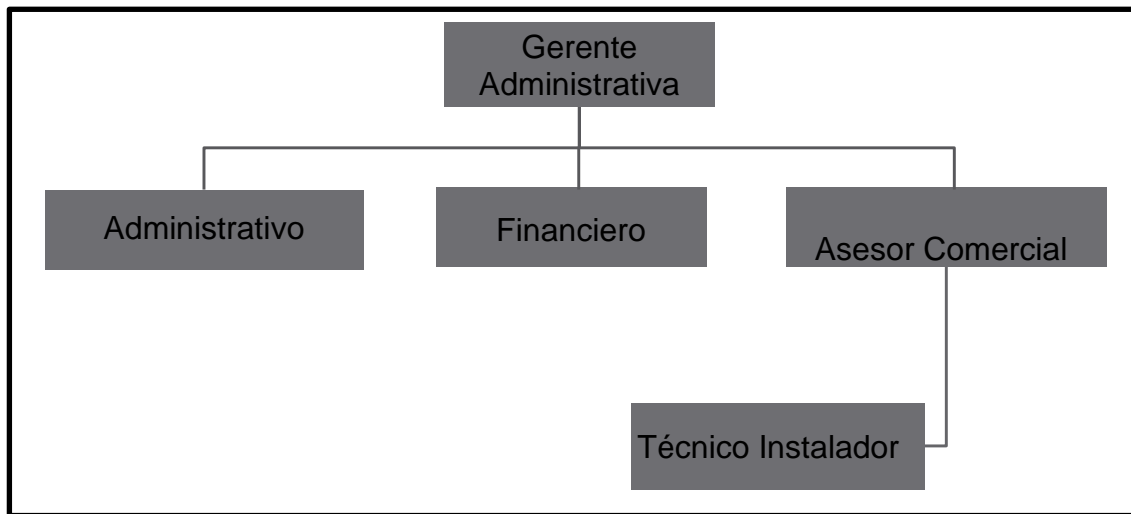 Gerente
Administrativa
Administrativo
Financiero
Asesor Comercial
Técnico Instalador